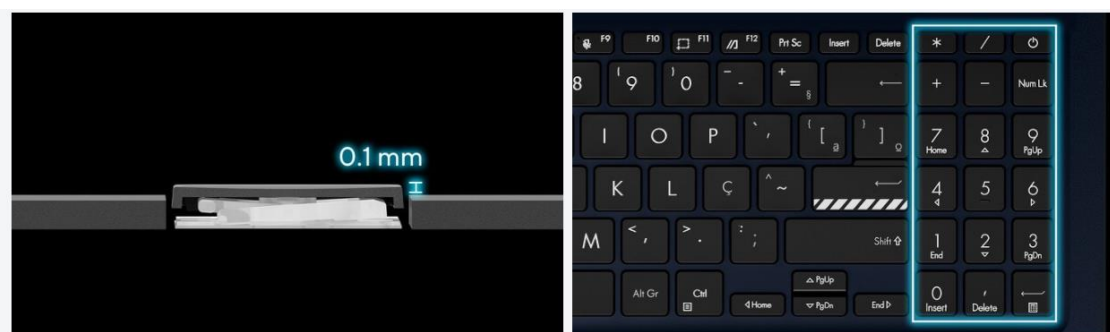 0.1 mm
F9 F10 F11 F12 Prt Sc Insert Delete * /
8 ( 9 ) 0 _ - + = § ← + − Num Lk
I O P ` ´ { [ ª } ] º 7 Home 8 9 PgUp
K L Ç ^ ~ ← 4 5 6
M < , > . : ; Shift 1 End 2 3 PgDn
Alt Gr Ctrl Home PgUp PgDn End 0 Insert , Delete